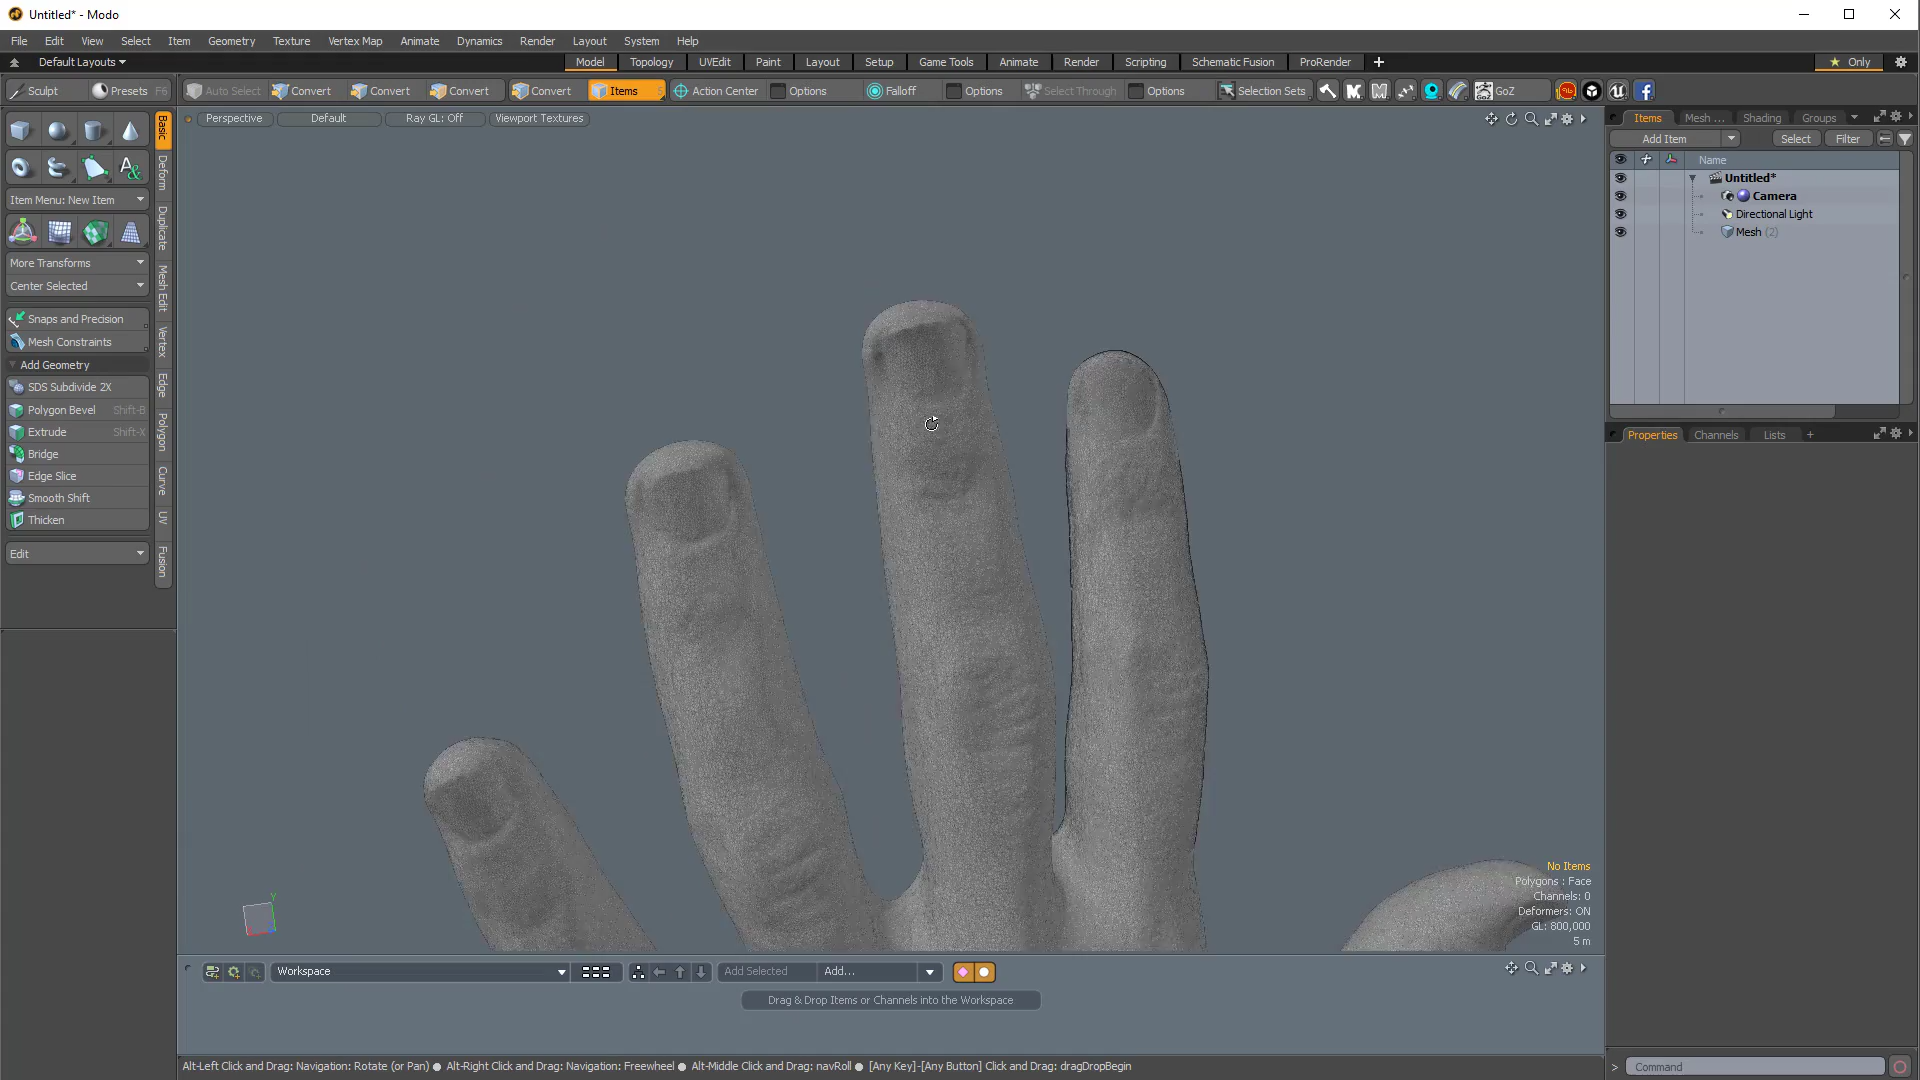 Untitled* - Modo
File Edit View Select Item Geometry Texture Vertex Map Animate Dynamics Render Layout System Help
Default Layouts Model Topology UVEdit Paint Layout Setup Game Tools Animate Render Scripting Schematic Fusion ProRender + Only
Sculpt Presets F6 Auto Select Convert Convert Convert Convert Items 5 Action Center Options Falloff Options Select Through Options Selection Sets GoZ
Perspective Default Ray GL: Off Viewport Textures
Items Mesh ... Shading Groups
Add Item Select Filter
Name
Untitled*
Camera
Directional Light
Mesh (2)
Properties Channels Lists +
Basic
Deform
Duplicate
Mesh Edit
Vertex
Edge
Polygon
Curve
UV
Fusion
Item Menu: New Item
More Transforms
Center Selected
Snaps and Precision
Mesh Constraints
Add Geometry
SDS Subdivide 2X
Polygon Bevel Shift-B
Extrude Shift-X
Bridge
Edge Slice
Smooth Shift
Thicken
Edit
Y
No Items
Polygons : Face
Channels: 0
Deformers: ON
GL: 800,000
5 m
Workspace Add Selected Add...
Drag & Drop Items or Channels into the Workspace
Alt-Left Click and Drag: Navigation: Rotate (or Pan) ● Alt-Right Click and Drag: Navigation: Freewheel ● Alt-Middle Click and Drag: navRoll ● [Any Key]-[Any Button] Click and Drag: dragDropBegin
> Command